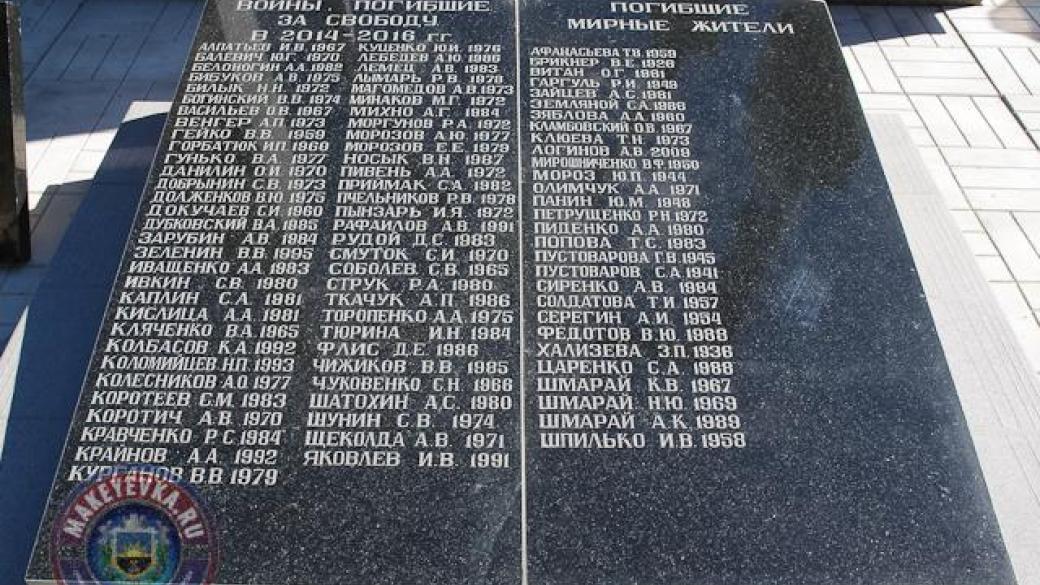 ВОИНЫ, ПОГИБШИЕ
ЗА СВОБОДУ
В 2014-2016 гг.
АЛПАТЬЕВ И.В. 1967
БАЛЕВИЧ Ю.Г. 1970
БЕЛОНОГИН А.А. 1982
БИБУКОВ А.В. 1975
БИЛЫК Н.Н. 1972
БОГИНСКИЙ В.В. 1974
ВАСИЛЬЕВ О.В. 1967
ВЕНГЕР А.П. 1973
ГЕЙКО В.В. 1959
ГОРБАТЮК И.П. 1960
ГУНЬКО В.А. 1977
ДАНИЛИН О.И. 1970
ДОБРЫНИН С.В. 1973
ДОЛЖЕНКОВ В.Ю. 1975
ДОКУЧАЕВ С.И. 1960
ДУБКОВСКИЙ В.А. 1985
ЗАРУБИН А.В. 1984
ЗЕЛЕНИН В.В. 1995
ИВАЩЕНКО А.А. 1983
ИВКИН С.В. 1980
КАПЛИН С.А. 1981
КИСЛИЦА А.А. 1981
КЛЯЧЕНКО В.А. 1965
КОЛБАСОВ К.А. 1992
КОЛОМИЙЦЕВ Н.П. 1993
КОЛЕСНИКОВ А.О. 1977
КОРОТЕЕВ С.М. 1983
КОРОТИЧ А.В. 1970
КРАВЧЕНКО Р.С. 1984
КРАЙНОВ А.А. 1992
КУРГАНОВ В.В. 1979
КУЦЕНКО Ю.И. 1976
ЛЕБЕДЕВ А.Ю. 1986
ЛЕМЕЦ А.В. 1983
ЛЫМАРЬ Р.В. 1978
МАГОМЕДОВ А.В. 1973
МИНАКОВ М.Г. 1972
МИХНО А.Г. 1984
МОРГУНОВ Р.А. 1972
МОРОЗОВ А.Ю. 1977
МОРОЗОВ Е.Е. 1979
НОСЫК В.Н. 1987
ПИВЕНЬ А.А. 1972
ПРИЙМАК С.А. 1982
ПЧЕЛЬНИКОВ Р.В. 1978
ПЫНЗАРЬ И.Я. 1972
РАФАИЛОВ А.В. 1991
РУДОЙ Д.С. 1983
СМУТОК С.И. 1970
СОБОЛЕВ С.В. 1965
СТРУК Р.А. 1980
ТКАЧУК А.П. 1986
ТОРОПЕНКО А.А. 1975
ТЮРИНА И.Н. 1984
ФЛИС Д.Е. 1986
ЧИЖИКОВ В.В. 1985
ЧУКОВЕНКО С.Н. 1966
ШАТОХИН А.С. 1980
ШУНИН С.В. 1974
ЩЕКОЛДА А.В. 1971
ЯКОВЛЕВ И.В. 1991
ПОГИБШИЕ
МИРНЫЕ ЖИТЕЛИ
АФАНАСЬЕВА Т.В. 1959
БРИКНЕР В.Е. 1926
ВИТАН О.Г. 1961
ГАРГУЛЬ Р.И. 1949
ЗАЙЦЕВ А.С. 1981
ЗЕМЛЯНОЙ С.А. 1988
ЗЯБЛОВА А.А. 1960
КЛАМБОВСКИЙ О.В. 1967
КЛЮЕВА Т.Н. 1973
ЛОГИНОВ А.В. 2009
МИРОШНИЧЕНКО В.Ф. 1950
МОРОЗ Ю.П. 1944
ОЛИМЧУК А.А. 1971
ПАНИН Ю.М. 1948
ПЕТРУЩЕНКО Р.Н. 1972
ПИДЕНКО А.А. 1980
ПОПОВА Т.С. 1983
ПУСТОВАРОВА Г.В. 1945
ПУСТОВАРОВ С.А. 1941
СИРЕНКО А.В. 1984
СОЛДАТОВА Т.И. 1957
СЕРЕГИН А.И. 1954
ФЕДОТОВ В.Ю. 1988
ХАЛИЗЕВА З.П. 1936
ЦАРЕНКО С.А. 1968
ШМАРАЙ К.В. 1967
ШМАРАЙ Н.Ю. 1969
ШМАРАЙ А.К. 1989
ШПИЛЬКО И.В. 1958
MAKEYEVKA.RU